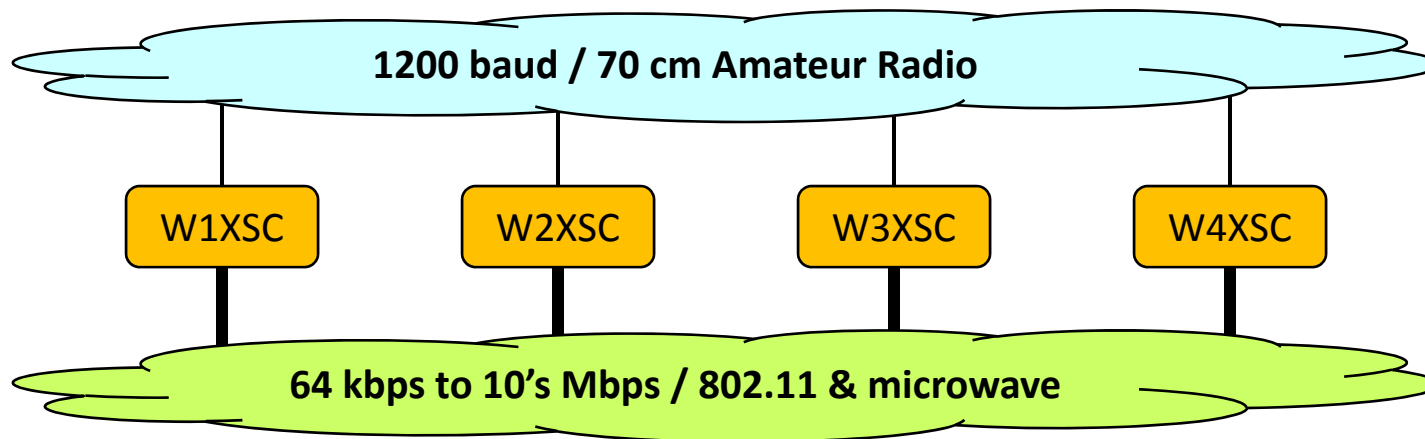 1200 baud / 70 cm Amateur Radio
W1XSC
W2XSC
W3XSC
W4XSC
64 kbps to 10’s Mbps / 802.11 & microwave